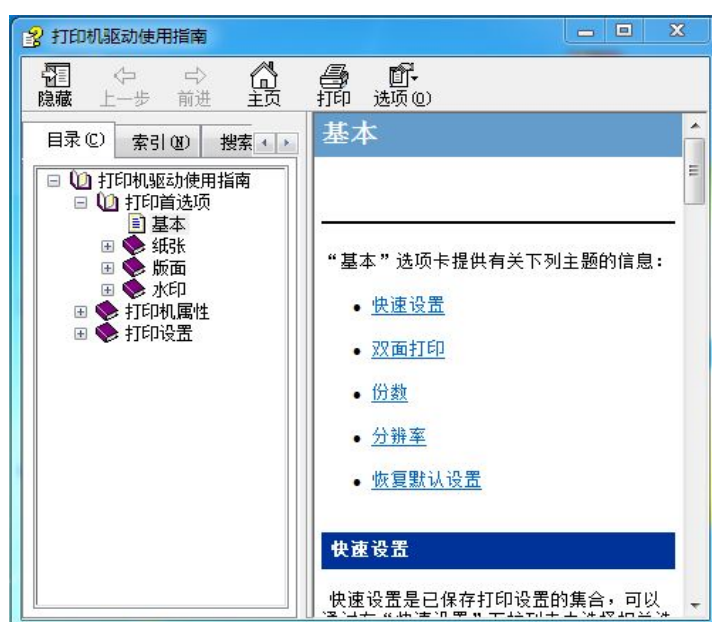 打印机驱动使用指南
隐藏 上一步 前进 主页 打印 选项(O)
目录(C) 索引(N) 搜索
打印机驱动使用指南
打印首选项
基本
纸张
版面
水印
打印机属性
打印设置
基本
“基本”选项卡提供有关下列主题的信息：
• 快速设置
• 双面打印
• 份数
• 分辨率
• 恢复默认设置
快速设置
快速设置是已保存打印设置的集合，可以